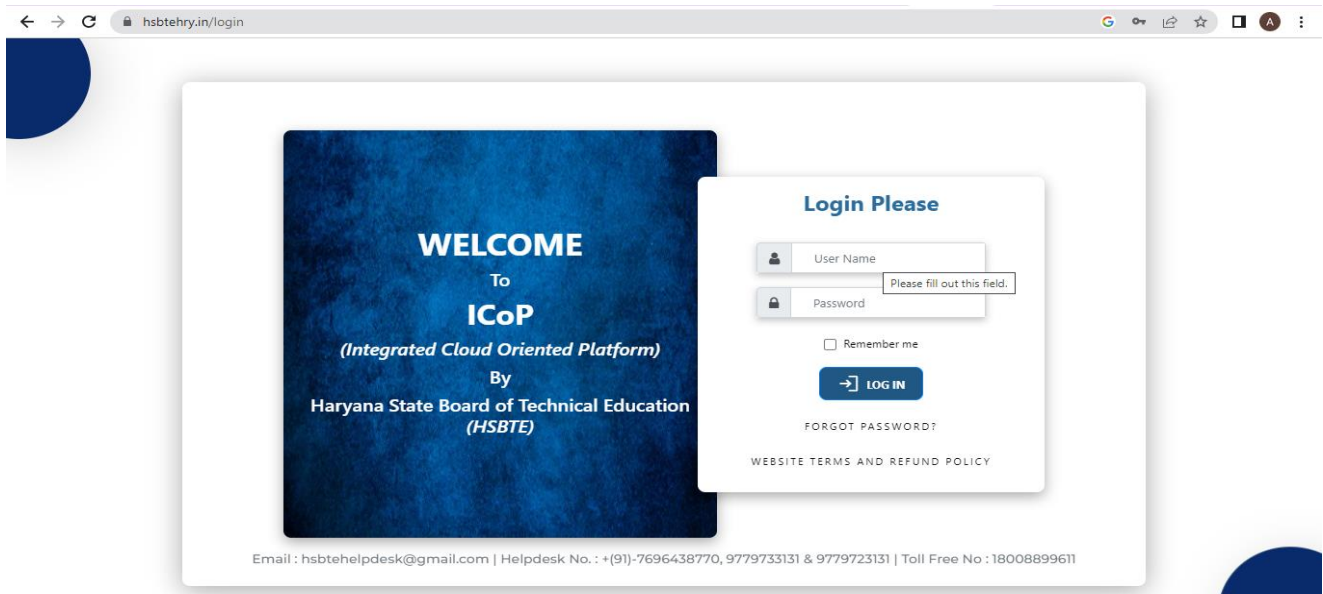 hsbtehry.in/login
G
A
WELCOME
To
ICoP
(Integrated Cloud Oriented Platform)
By
Haryana State Board of Technical Education
(HSBTE)
Login Please
User Name
Please fill out this field.
Password
Remember me
LOG IN
FORGOT PASSWORD?
WEBSITE TERMS AND REFUND POLICY
Email : hsbtehelpdesk@gmail.com | Helpdesk No. : +(91)-7696438770, 9779733131 & 9779723131 | Toll Free No : 18008899611